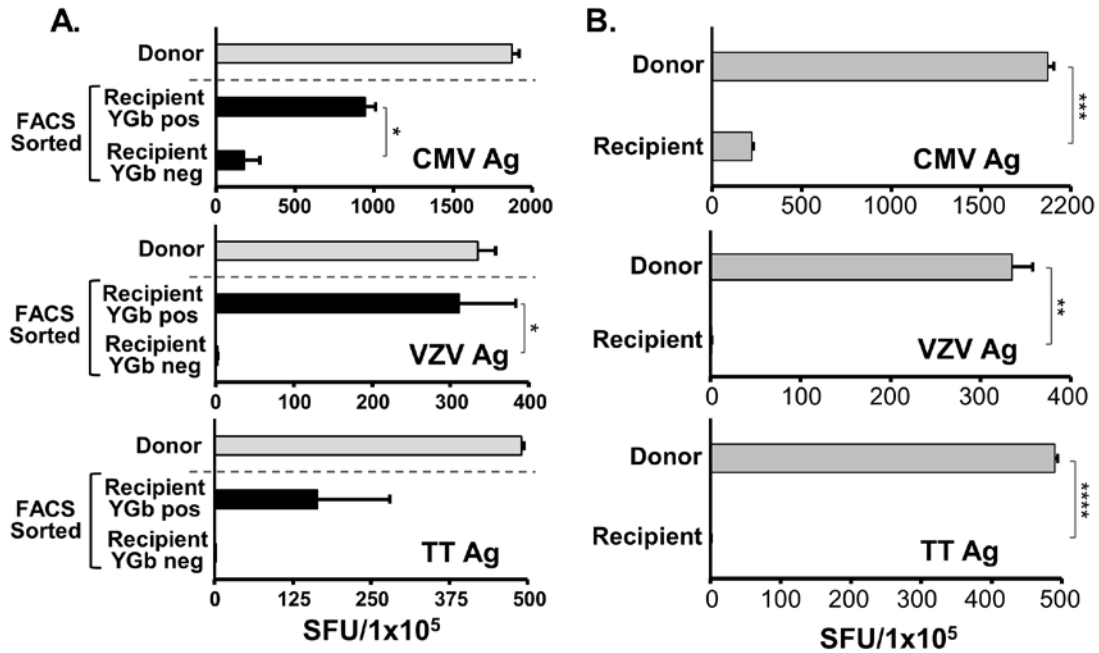 A.
Donor
FACS
Sorted
Recipient
YGb pos
*
Recipient
YGb neg
CMV Ag
0 500 1000 1500 2000
Donor
FACS
Sorted
Recipient
YGb pos
*
Recipient
YGb neg
VZV Ag
0 100 200 300 400
Donor
FACS
Sorted
Recipient
YGb pos
Recipient
YGb neg
TT Ag
0 125 250 375 500
SFU/1x10⁵
B.
Donor
***
Recipient
CMV Ag
0 500 1000 1500 2200
Donor
**
Recipient
VZV Ag
0 100 200 300 400
Donor
****
Recipient
TT Ag
0 100 200 300 400 500
SFU/1x10⁵